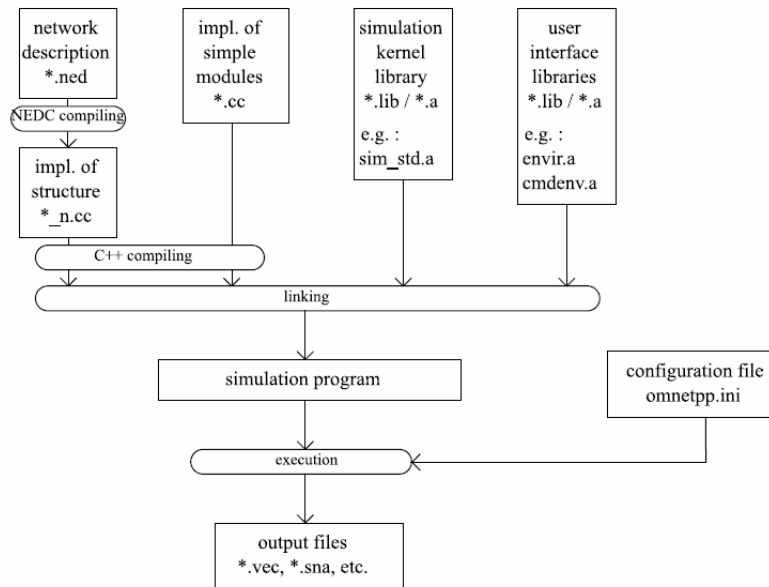 network
description
*.ned
NEDC compiling
impl. of
structure
*_n.cc
impl. of
simple
modules
*.cc
simulation
kernel
library
*.lib / *.a
e.g. :
sim_std.a
user
interface
libraries
*.lib / *.a
e.g. :
envir.a
cmdenv.a
C++ compiling
linking
simulation program
configuration file
omnetpp.ini
execution
output files
*.vec, *.sna, etc.